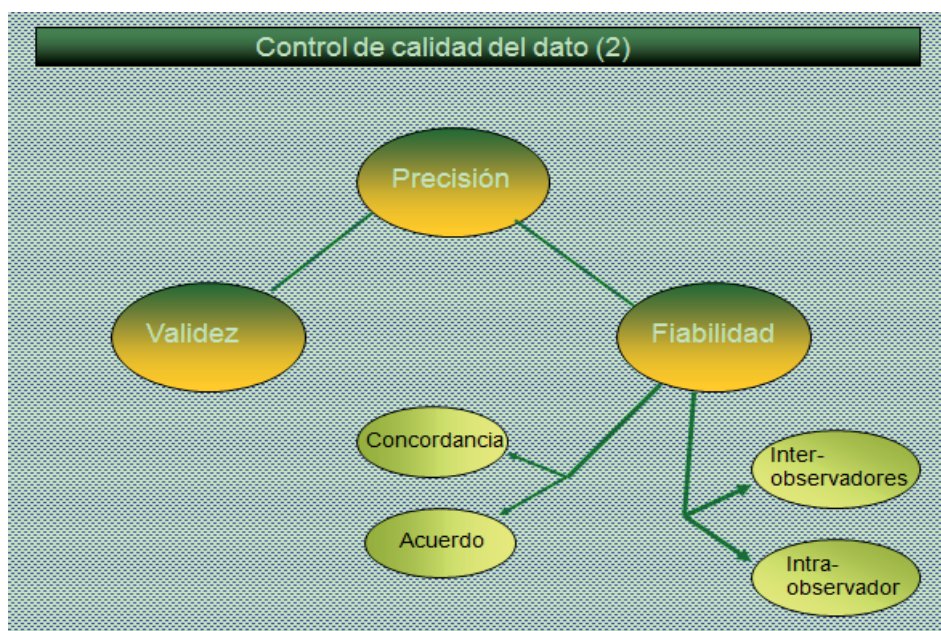 Control de calidad del dato (2)
Precisión
Validez
Fiabilidad
Concordancia
Acuerdo
Inter-
observadores
Intra-
observador